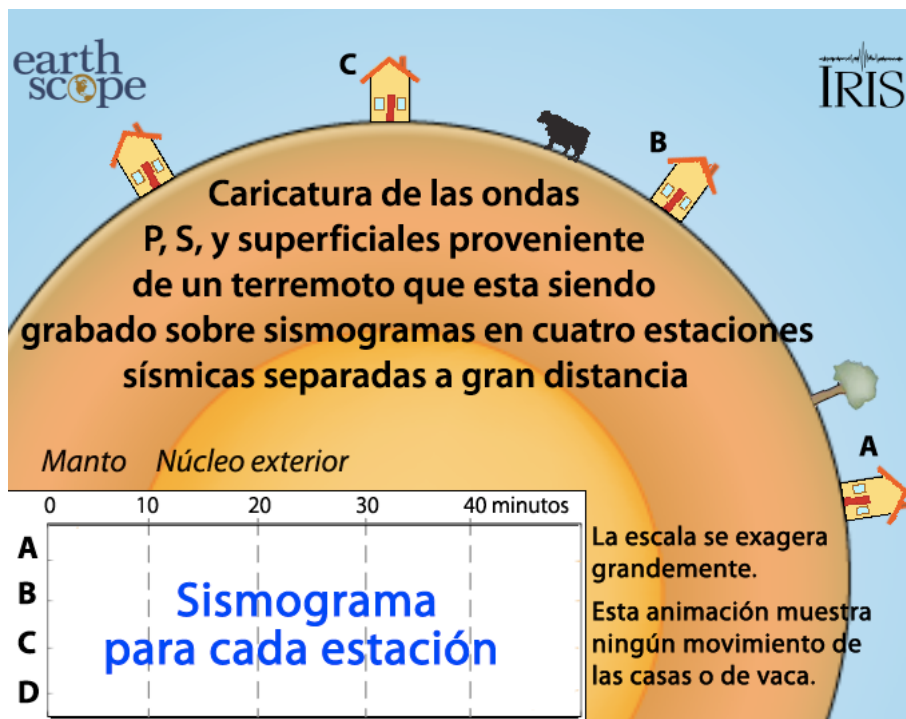 earth
scope
C
IRIS
B
Caricatura de las ondas
P, S, y superficiales proveniente
de un terremoto que esta siendo
grabado sobre sismogramas en cuatro estaciones
sísmicas separadas a gran distancia
A
Manto Núcleo exterior
0 10 20 30 40 minutos
A
B
C
D
Sismograma
para cada estación
La escala se exagera
grandemente.
Esta animación muestra
ningún movimiento de
las casas o de vaca.